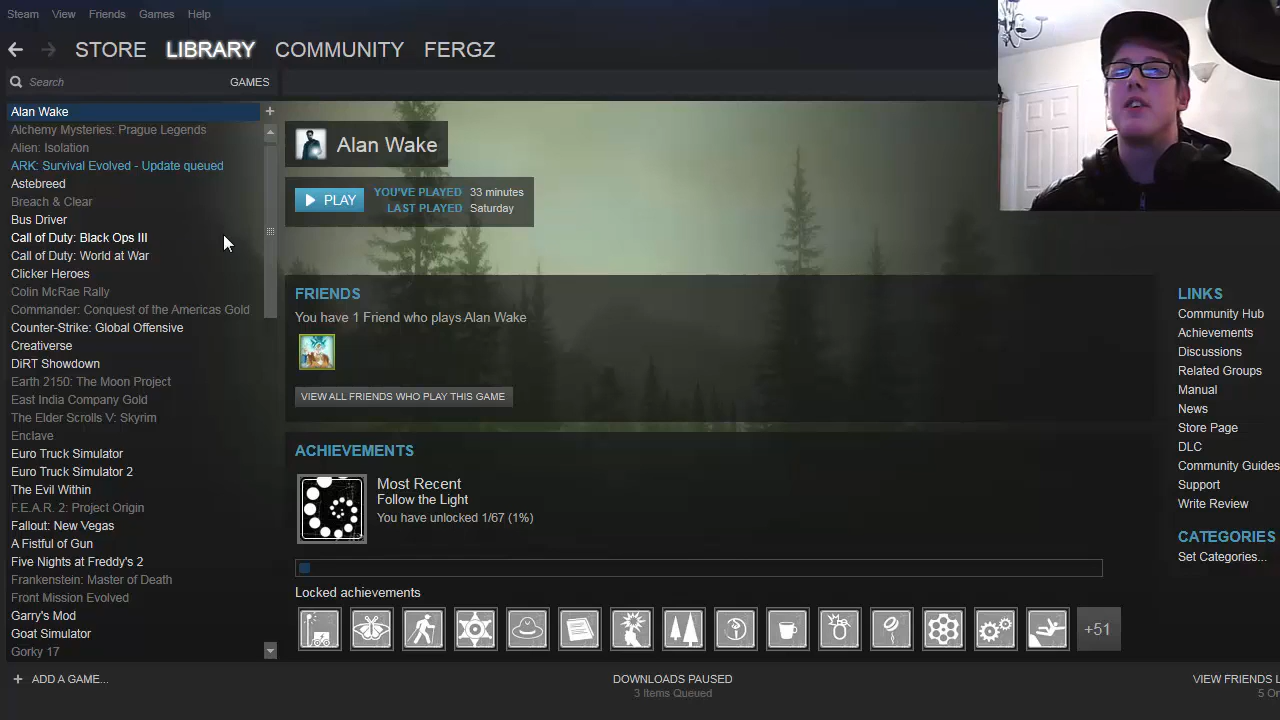 Steam View Friends Games Help
STORE LIBRARY COMMUNITY FERGZ
Search GAMES
Alan Wake
Alchemy Mysteries: Prague Legends
Alien: Isolation
ARK: Survival Evolved - Update queued
Astebreed
Breach & Clear
Bus Driver
Call of Duty: Black Ops III
Call of Duty: World at War
Clicker Heroes
Colin McRae Rally
Commander: Conquest of the Americas Gold
Counter-Strike: Global Offensive
Creativerse
DiRT Showdown
Earth 2150: The Moon Project
East India Company Gold
The Elder Scrolls V: Skyrim
Enclave
Euro Truck Simulator
Euro Truck Simulator 2
The Evil Within
F.E.A.R. 2: Project Origin
Fallout: New Vegas
A Fistful of Gun
Five Nights at Freddy's 2
Frankenstein: Master of Death
Front Mission Evolved
Garry's Mod
Goat Simulator
Gorky 17
+ ADD A GAME...
Alan Wake
PLAY
YOU'VE PLAYED 33 minutes
LAST PLAYED Saturday
FRIENDS
You have 1 Friend who plays Alan Wake
VIEW ALL FRIENDS WHO PLAY THIS GAME
ACHIEVEMENTS
Most Recent
Follow the Light
You have unlocked 1/67 (1%)
Locked achievements
+51
LINKS
Community Hub
Achievements
Discussions
Related Groups
Manual
News
Store Page
DLC
Community Guides
Support
Write Review
CATEGORIES
Set Categories...
DOWNLOADS PAUSED
3 Items Queued
VIEW FRIENDS L
5 On